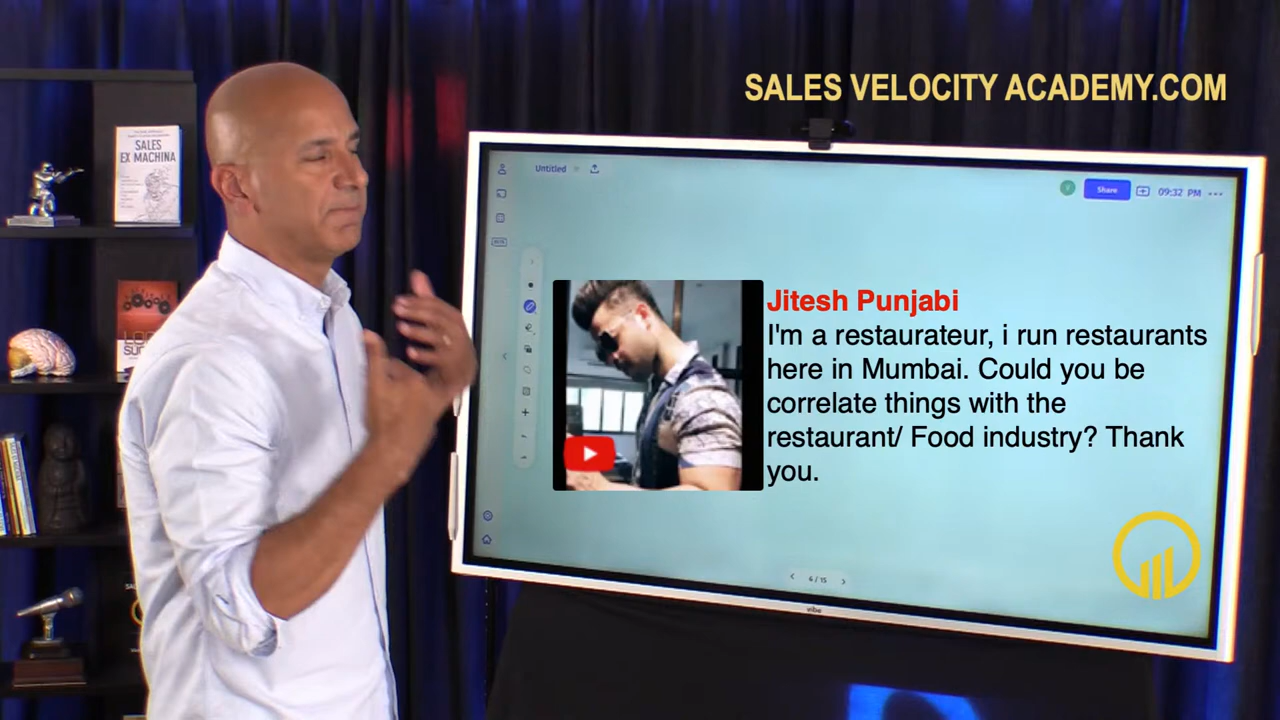 SALES VELOCITY ACADEMY.COM
SALES
EX MACHINA
Untitled
Share
09:32 PM
Jitesh Punjabi
I'm a restaurateur, i run restaurants
here in Mumbai. Could you be
correlate things with the
restaurant/ Food industry? Thank
you.
6 / 15
vibe